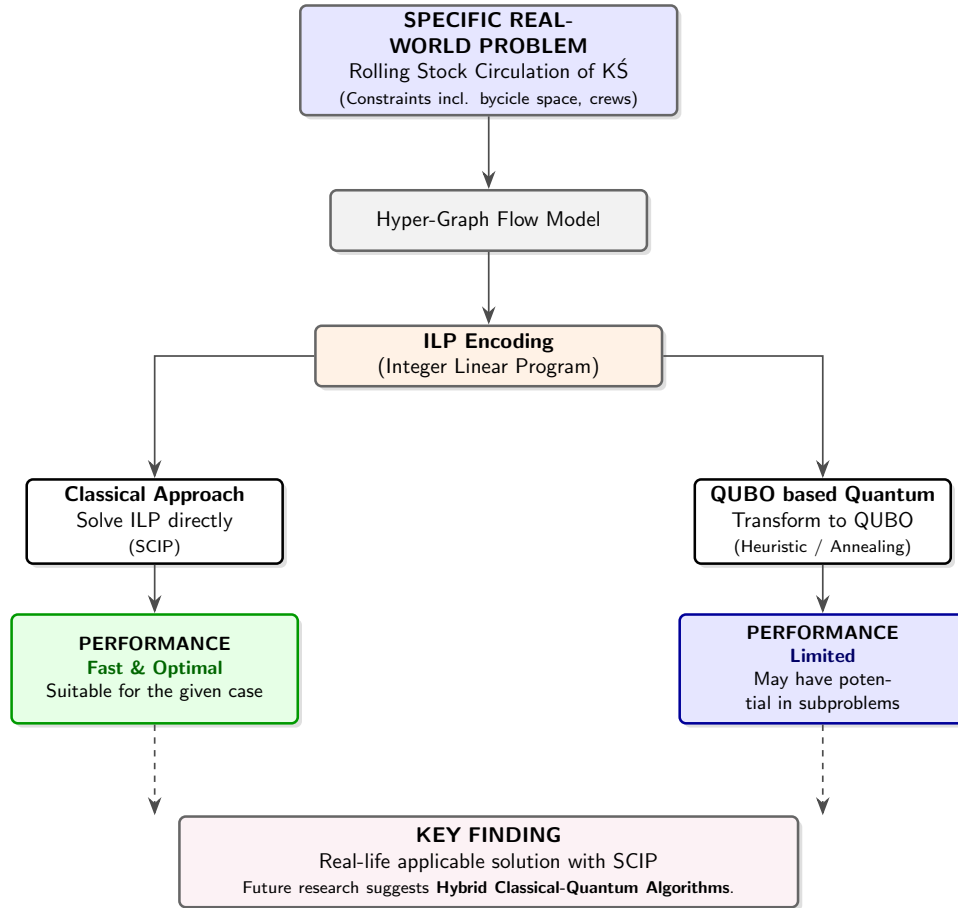 SPECIFIC REAL-
WORLD PROBLEM
Rolling Stock Circulation of KŚ
(Constraints incl. bycicle space, crews)
Hyper-Graph Flow Model
ILP Encoding
(Integer Linear Program)
Classical Approach
Solve ILP directly
(SCIP)
QUBO based Quantum
Transform to QUBO
(Heuristic / Annealing)
PERFORMANCE
Fast & Optimal
Suitable for the given case
PERFORMANCE
Limited
May have poten-
tial in subproblems
KEY FINDING
Real-life applicable solution with SCIP
Future research suggests Hybrid Classical-Quantum Algorithms.